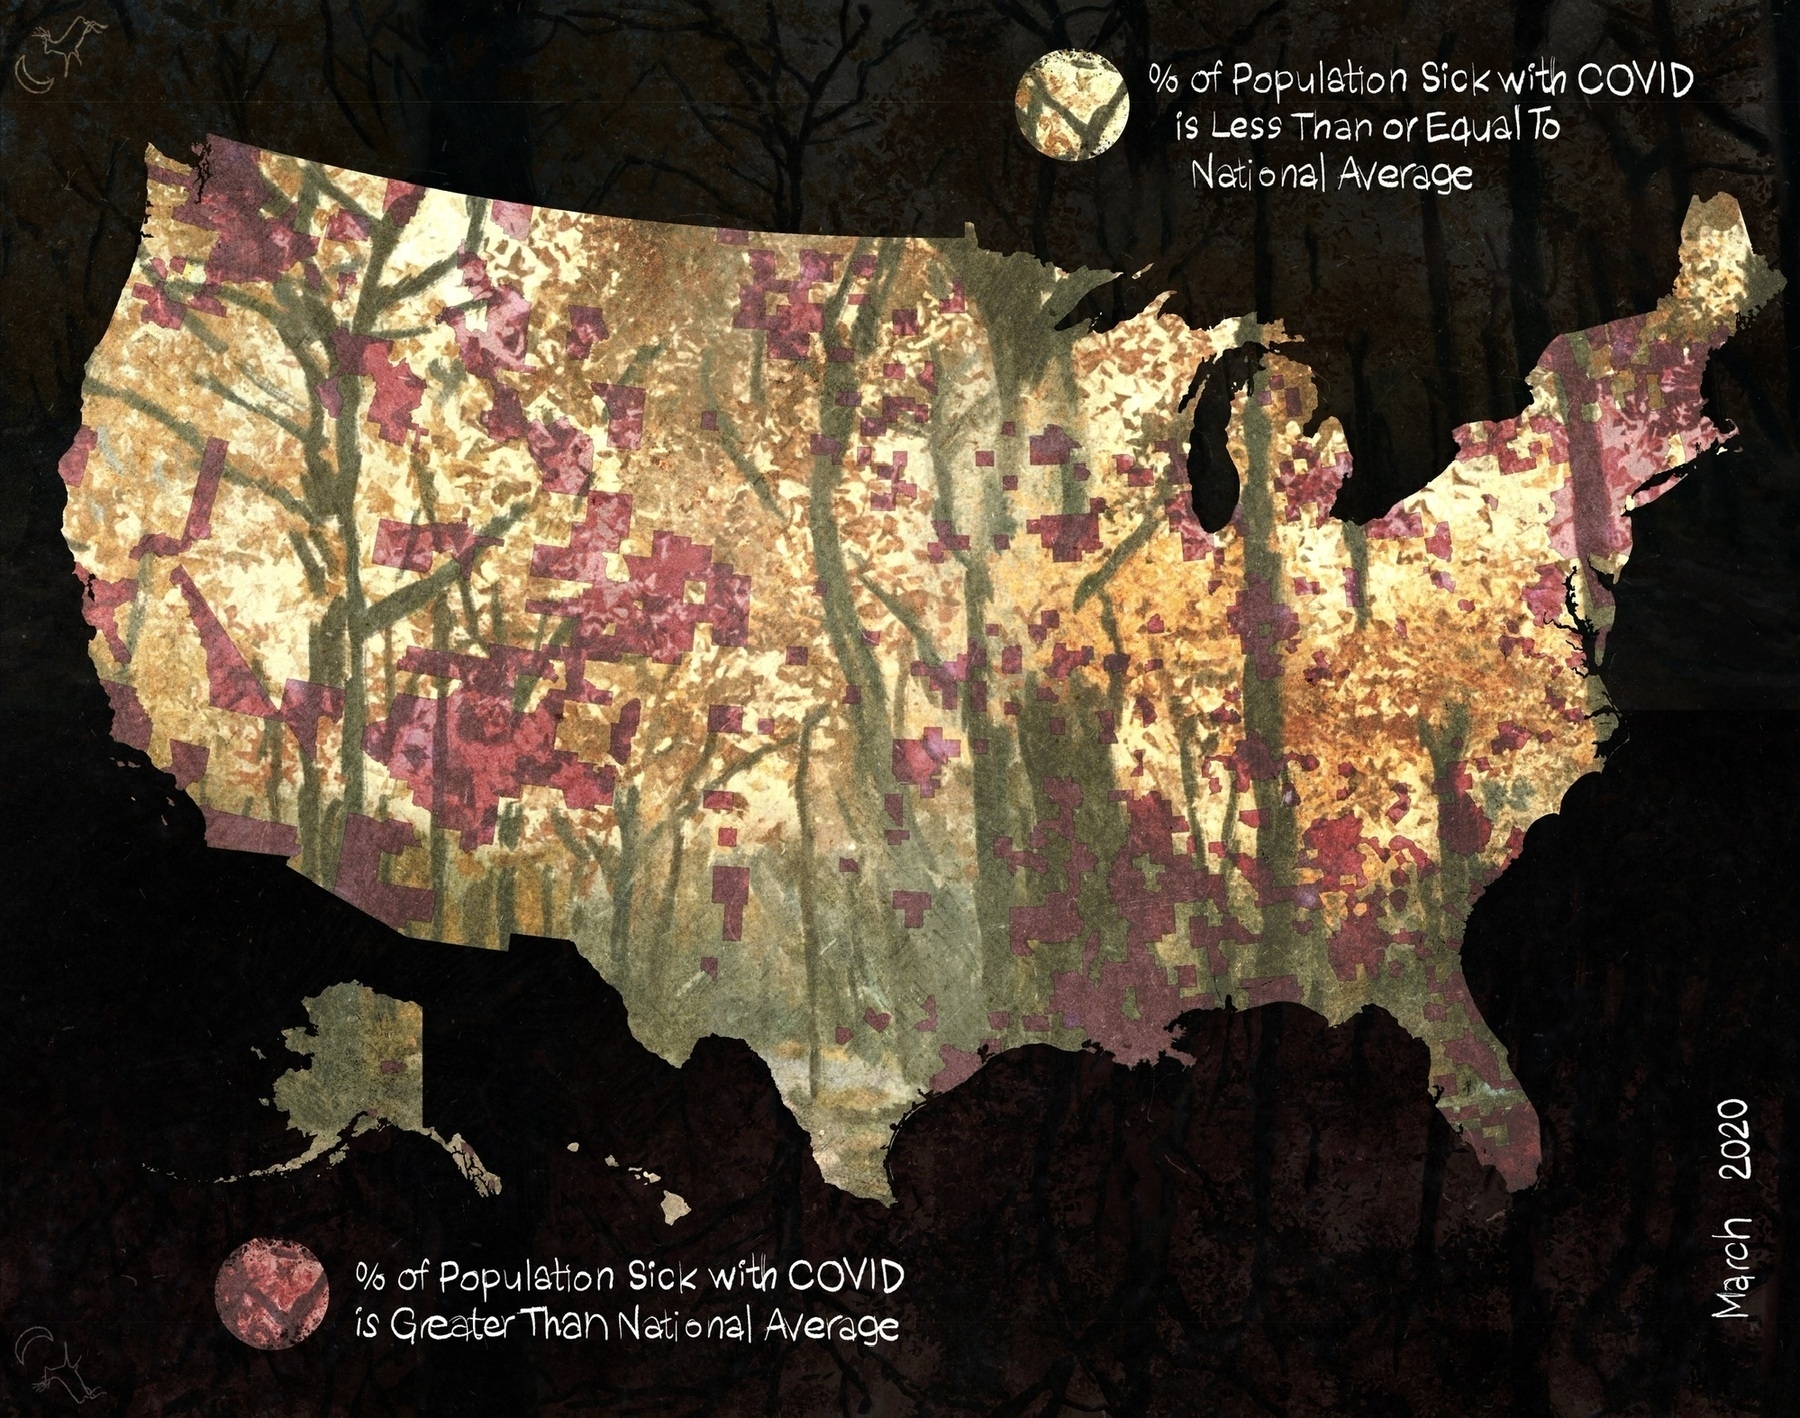 % of Population Sick with COVID
is Less Than or Equal To
National Average
March 2020
% of Population Sick with COVID
is Greater Than National Average